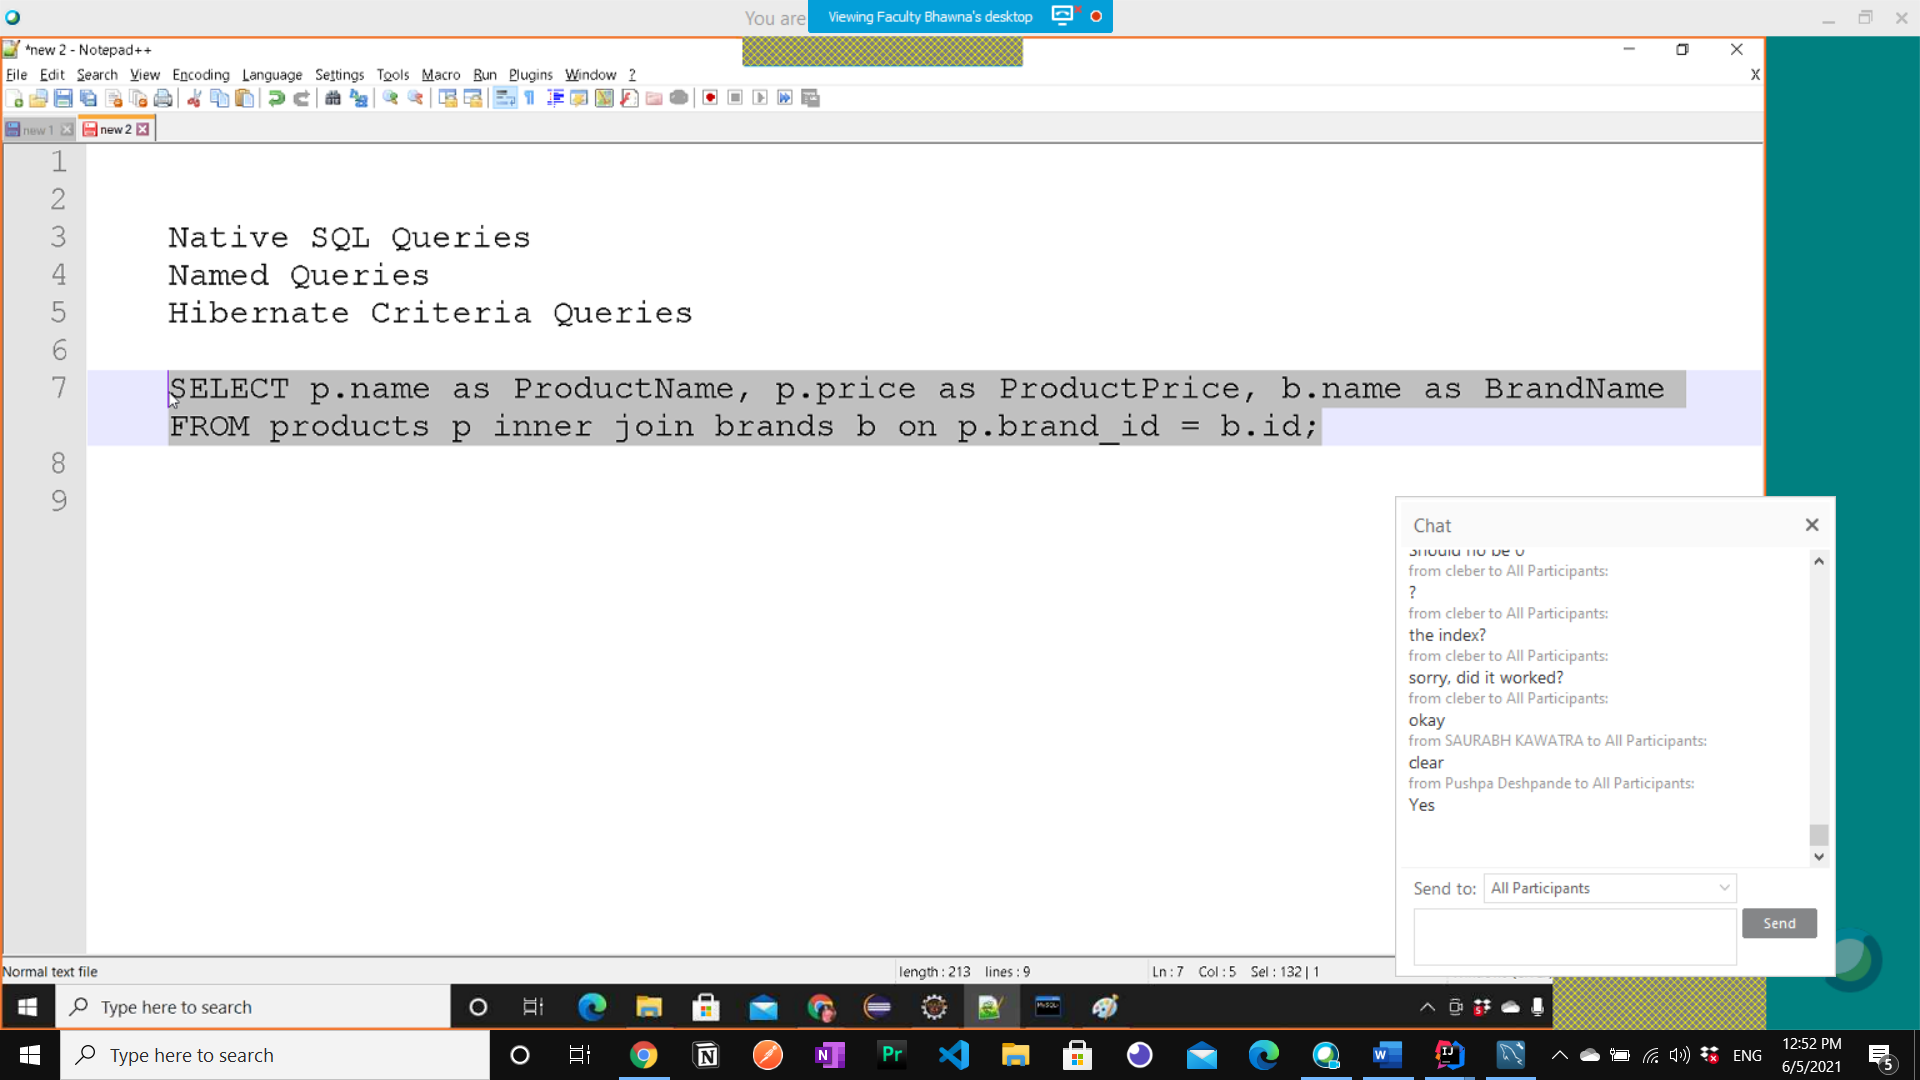 You are
Viewing Faculty Bhawna's desktop
*new 2 - Notepad++
File Edit Search View Encoding Language Settings Tools Macro Run Plugins Window ?
X
new 1
new 2
1
2
3 Native SQL Queries
4 Named Queries
5 Hibernate Criteria Queries
6
7 SELECT p.name as ProductName, p.price as ProductPrice, b.name as BrandName
FROM products p inner join brands b on p.brand_id = b.id;
8
9
Chat
Should no be 0
from cleber to All Participants:
?
from cleber to All Participants:
the index?
from cleber to All Participants:
sorry, did it worked?
from cleber to All Participants:
okay
from SAURABH KAWATRA to All Participants:
clear
from Pushpa Deshpande to All Participants:
Yes
Send to: All Participants
Send
Normal text file
length : 213 lines : 9
Ln : 7 Col : 5 Sel : 132 | 1
Type here to search
Type here to search
Pr
ENG
12:52 PM
6/5/2021
5